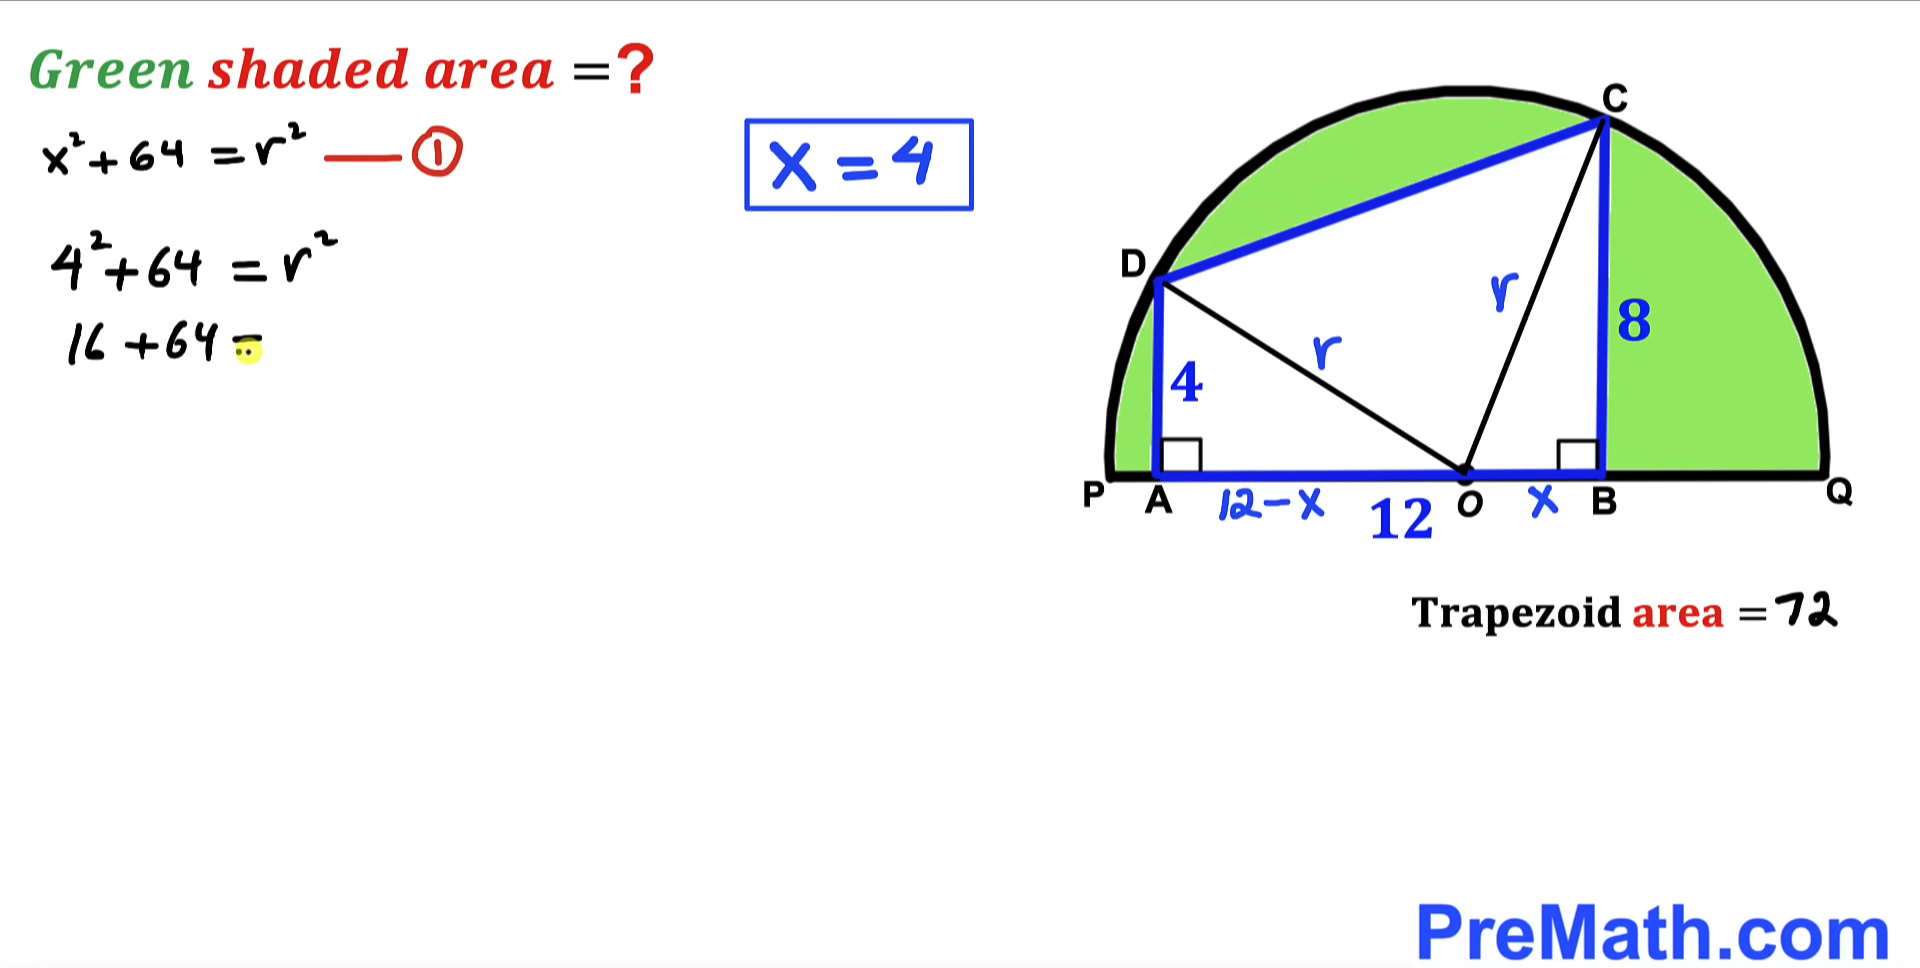 Green shaded area = ?
x² + 64 = r² — ①
4² + 64 = r²
16 + 64 =
x = 4
C
D
r
r
8
4
P
A
12 - x
12
O
x
B
Q
Trapezoid area = 72
PreMath.com